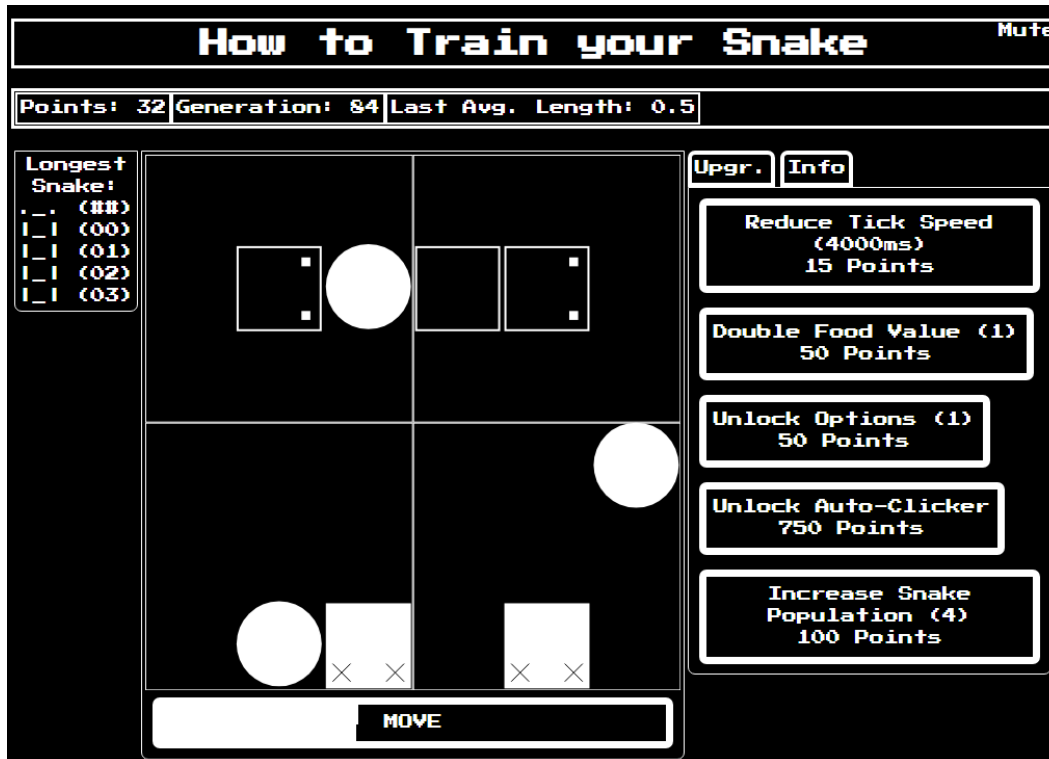 How to Train your Snake
Mute
Points: 32 Generation: 84 Last Avg. Length: 0.5
Longest
Snake:
._. (##)
|_| (00)
|_| (01)
|_| (02)
|_| (03)
Upgr. Info
Reduce Tick Speed
(4000ms)
15 Points
Double Food Value (1)
50 Points
Unlock Options (1)
50 Points
Unlock Auto-Clicker
750 Points
Increase Snake
Population (4)
100 Points
MOVE